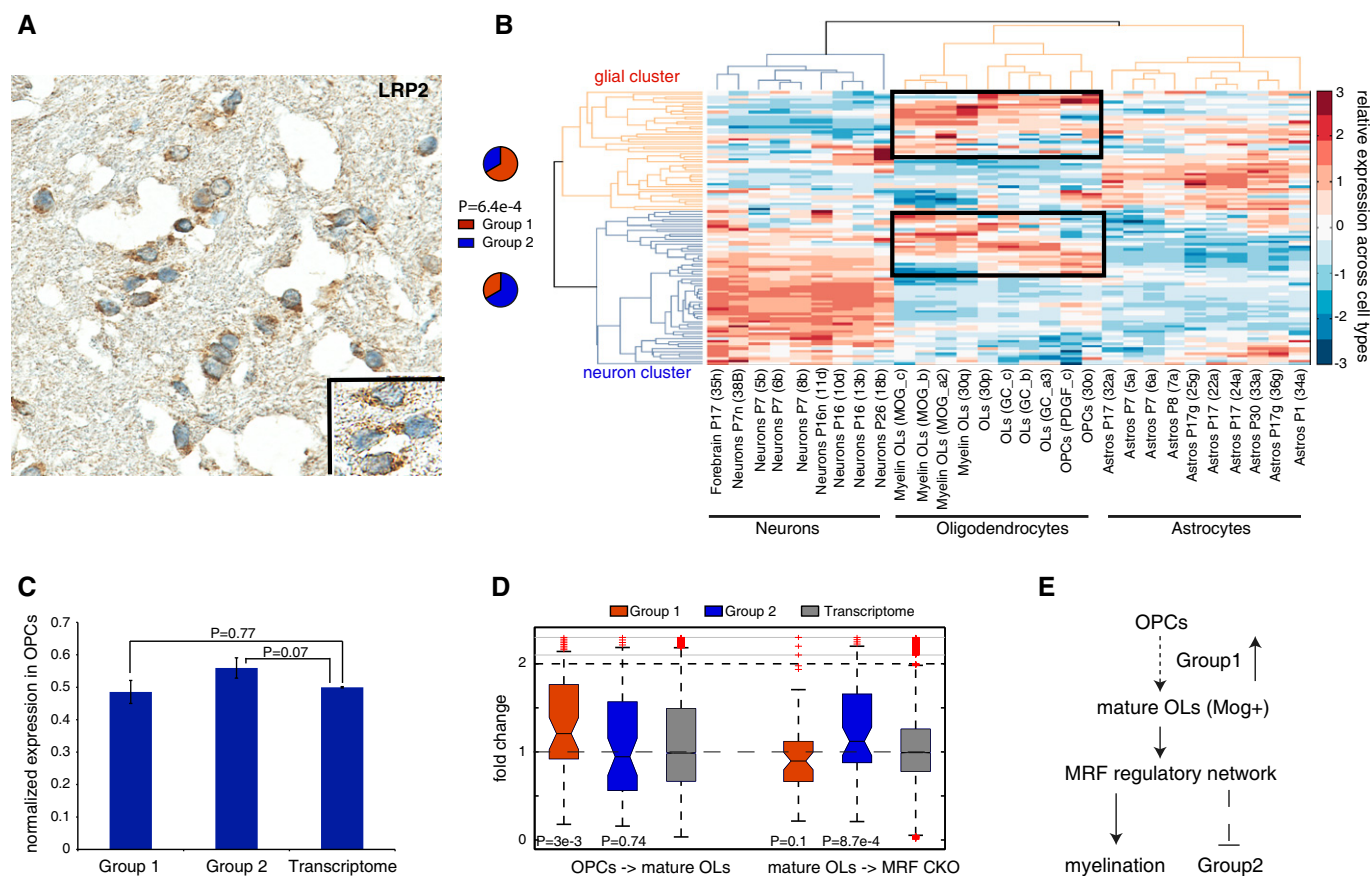 A
LRP2
B
glial cluster
P=6.4e-4
Group 1
Group 2
neuron cluster
3
2
1
0
-1
-2
-3
relative expression across cell types
Forebrain P17 (35h)
Neurons P7n (38B)
Neurons P7 (5b)
Neurons P7 (6b)
Neurons P7 (8b)
Neurons P16n (11d)
Neurons P16 (10d)
Neurons P16 (13b)
Neurons P26 (18b)
Myelin OLs (MOG_c)
Myelin OLs (MOG_b)
Myelin OLs (MOG_a2)
Myelin OLs (30q)
OLs (30p)
OLs (GC_c)
OLs (GC_b)
OLs (GC_a3)
OPCs (PDGF_c)
OPCs (30o)
Astros P17 (32a)
Astros P7 (5a)
Astros P7 (6a)
Astros P8 (7a)
Astros P17g (25g)
Astros P17 (22a)
Astros P17 (24a)
Astros P30 (33a)
Astros P17g (36g)
Astros P1 (34a)
Neurons
Oligodendrocytes
Astrocytes
C
normalized expression in OPCs
0.7
0.6
0.5
0.4
0.3
0.2
0.1
0
P=0.77
P=0.07
Group 1
Group 2
Transcriptome
D
Group 1
Group 2
Transcriptome
fold change
2
1
0
P=3e-3
P=0.74
P=0.1
P=8.7e-4
OPCs -> mature OLs
mature OLs -> MRF CKO
E
OPCs
Group1
mature OLs (Mog+)
MRF regulatory network
myelination
Group2